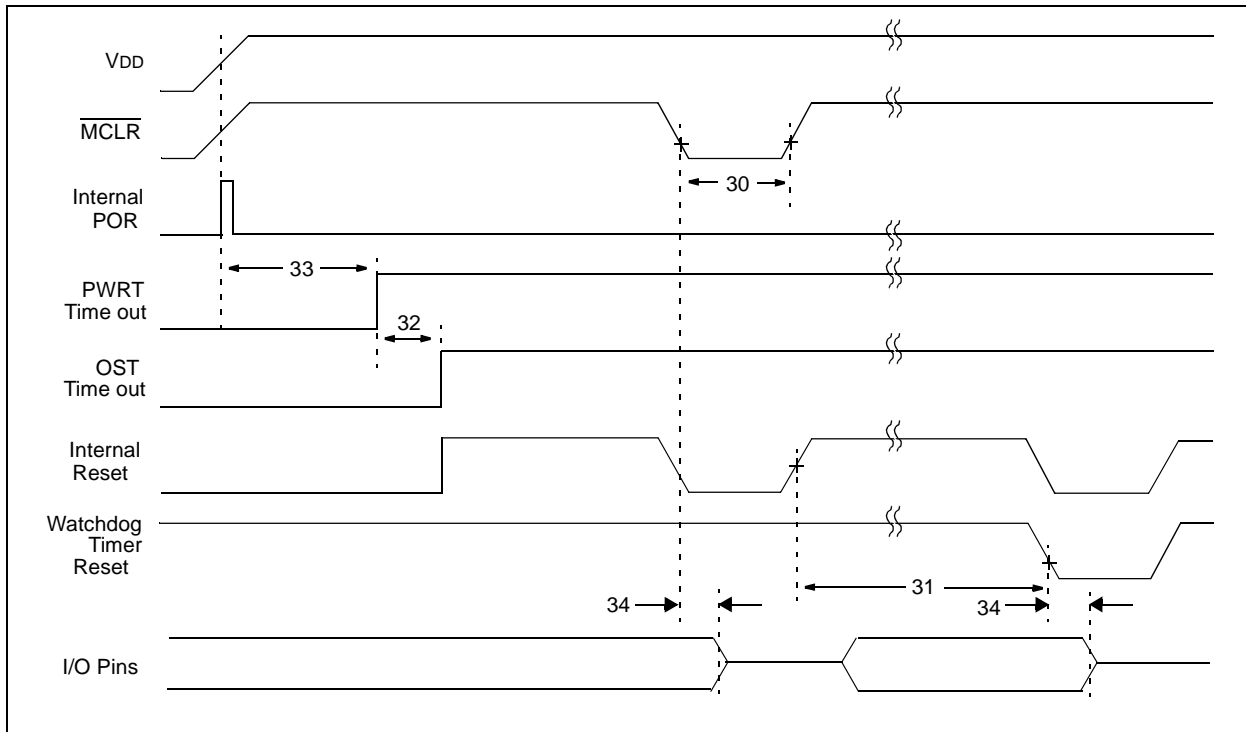 VDD
MCLR
30
Internal
POR
33
PWRT
Time out
32
OST
Time out
Internal
Reset
Watchdog
Timer
Reset
31
34
34
I/O Pins